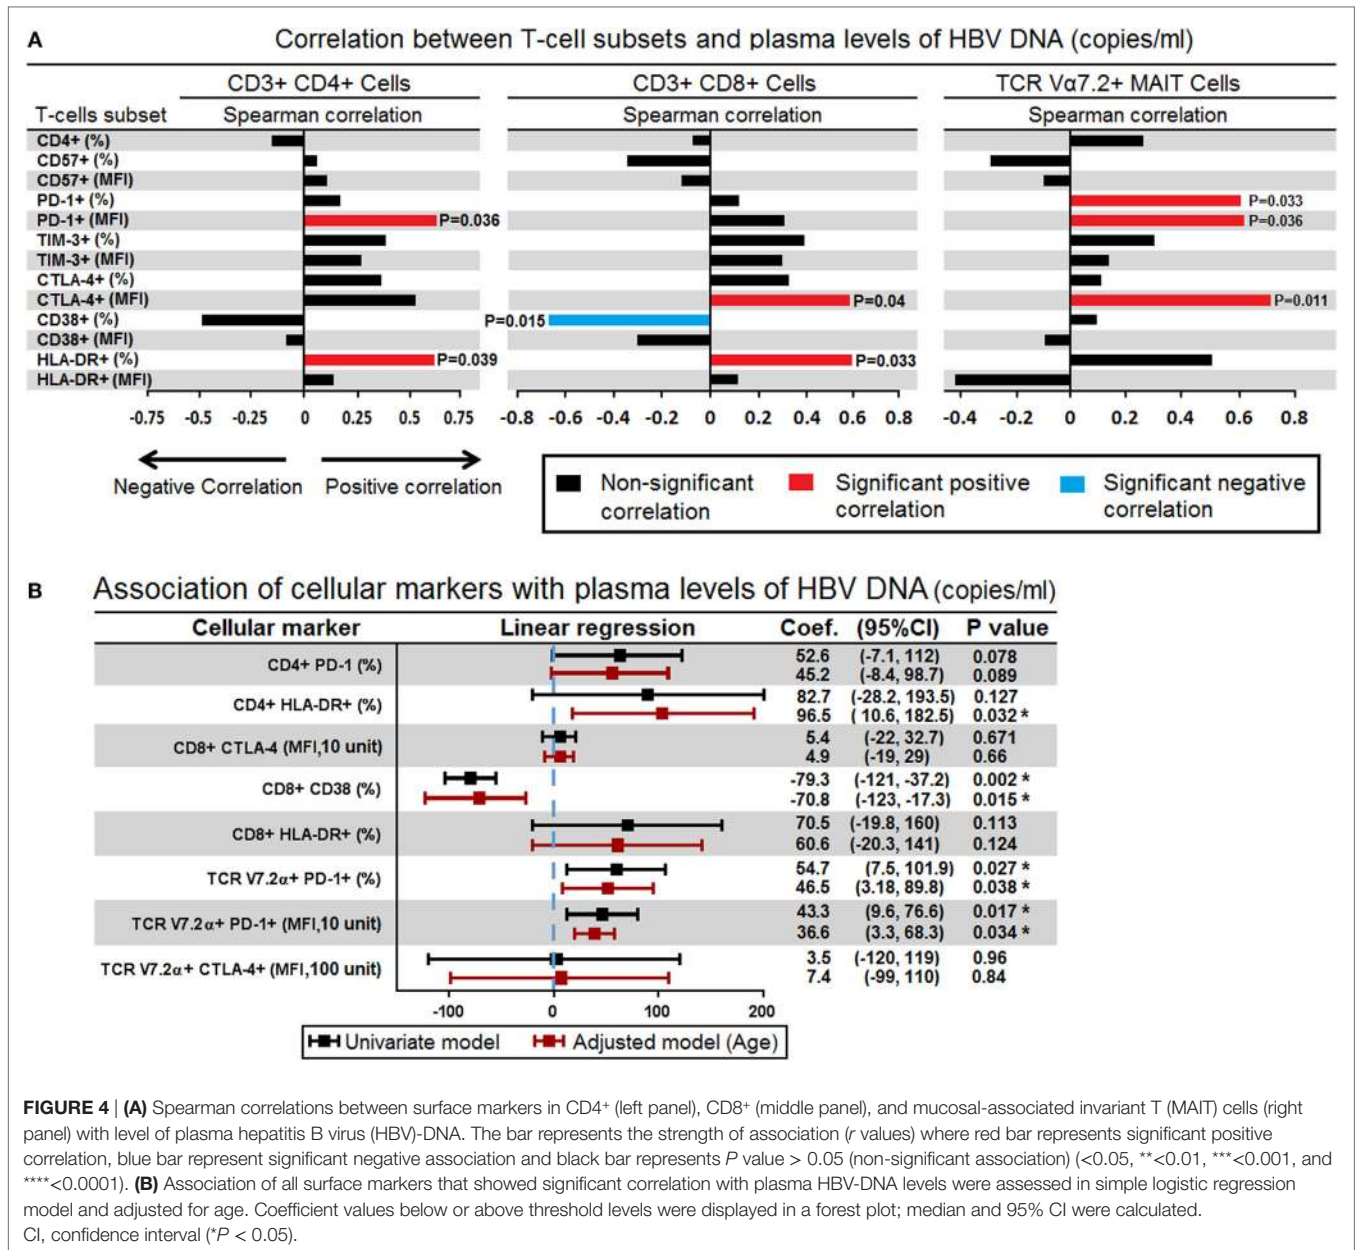 A
Correlation between T-cell subsets and plasma levels of HBV DNA (copies/ml)
CD3+ CD4+ Cells
CD3+ CD8+ Cells
TCR Vα7.2+ MAIT Cells
T-cells subset
Spearman correlation
Spearman correlation
Spearman correlation
CD4+ (%)
CD57+ (%)
CD57+ (MFI)
PD-1+ (%)
P=0.033
PD-1+ (MFI)
P=0.036
P=0.036
TIM-3+ (%)
TIM-3+ (MFI)
CTLA-4+ (%)
CTLA-4+ (MFI)
P=0.04
P=0.011
CD38+ (%)
P=0.015
CD38+ (MFI)
HLA-DR+ (%)
P=0.039
P=0.033
HLA-DR+ (MFI)
-0.75 -0.5 -0.25 0 0.25 0.5 0.75
-0.8 -0.6 -0.4 -0.2 0 0.2 0.4 0.6 0.8
-0.4 -0.2 0 0.2 0.4 0.6 0.8
Negative Correlation
Positive correlation
Non-significant
correlation
Significant positive
correlation
Significant negative
correlation
B
Association of cellular markers with plasma levels of HBV DNA (copies/ml)
Cellular marker Linear regression Coef. (95%CI) P value
CD4+ PD-1 (%)
52.6 (-7.1, 112) 0.078
45.2 (-8.4, 98.7) 0.089
CD4+ HLA-DR+ (%)
82.7 (-28.2, 193.5) 0.127
96.5 ( 10.6, 182.5) 0.032 *
CD8+ CTLA-4 (MFI,10 unit)
5.4 (-22, 32.7) 0.671
4.9 (-19, 29) 0.66
CD8+ CD38 (%)
-79.3 (-121, -37.2) 0.002 *
-70.8 (-123, -17.3) 0.015 *
CD8+ HLA-DR+ (%)
70.5 (-19.8, 160) 0.113
60.6 (-20.3, 141) 0.124
TCR V7.2α+ PD-1+ (%)
54.7 (7.5, 101.9) 0.027 *
46.5 (3.18, 89.8) 0.038 *
TCR V7.2α+ PD-1+ (MFI,10 unit)
43.3 (9.6, 76.6) 0.017 *
36.6 (3.3, 68.3) 0.034 *
TCR V7.2α+ CTLA-4+ (MFI,100 unit)
3.5 (-120, 119) 0.96
7.4 (-99, 110) 0.84
-100 0 100 200
Univariate model
Adjusted model (Age)
FIGURE 4 | (A) Spearman correlations between surface markers in CD4⁺ (left panel), CD8⁺ (middle panel), and mucosal-associated invariant T (MAIT) cells (right
panel) with level of plasma hepatitis B virus (HBV)-DNA. The bar represents the strength of association (r values) where red bar represents significant positive
correlation, blue bar represent significant negative association and black bar represents P value > 0.05 (non-significant association) (<0.05, **<0.01, ***<0.001, and
****<0.0001). (B) Association of all surface markers that showed significant correlation with plasma HBV-DNA levels were assessed in simple logistic regression
model and adjusted for age. Coefficient values below or above threshold levels were displayed in a forest plot; median and 95% CI were calculated.
CI, confidence interval (*P < 0.05).